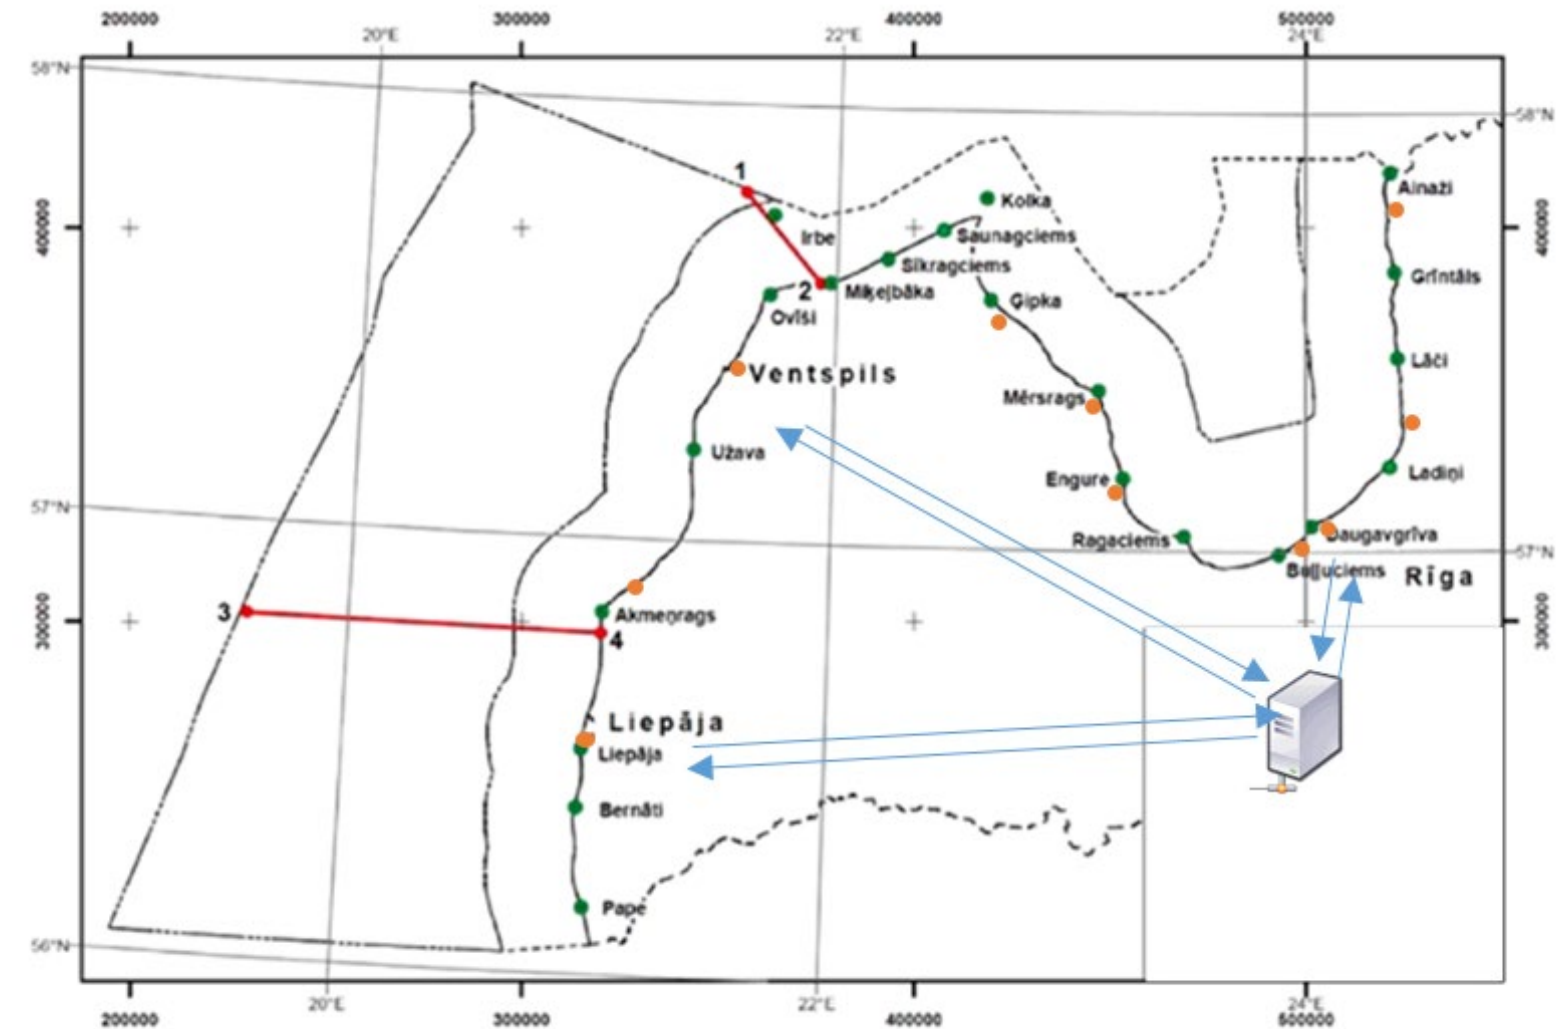 200000
300000
400000
500000
20°E
22°E
24°E
58°N
58°N
1
Ainaži
Kolka
400000
400000
Irbe
Saunagciems
Sīkragciems
Grīntāls
2
Miķeļbāka
Ģipka
Ovīši
Lāči
Ventspils
Mērsrags
Užava
Ladiņi
Engure
57°N
Ragaciems
Daugavgrīva
57°N
Buļļuciems
Rīga
3
Akmeņrags
300000
300000
4
Liepāja
Liepāja
Bernāti
Pape
56°N
20°E
22°E
24°E
200000
300000
400000
500000